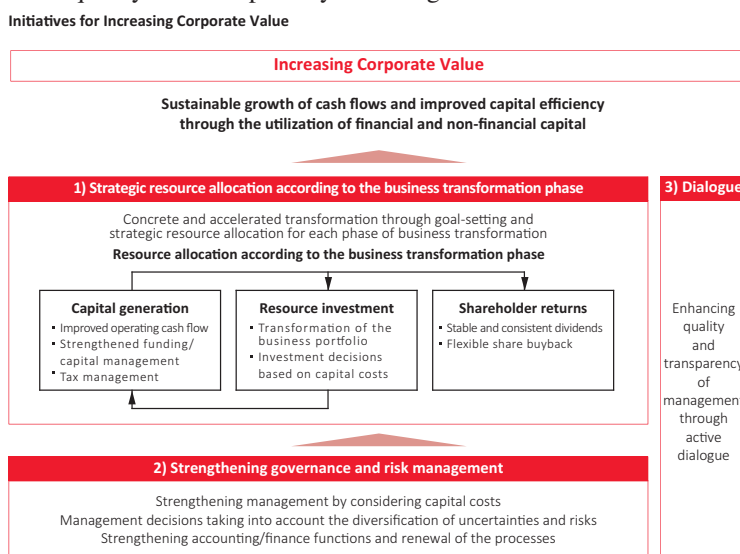 Initiatives for Increasing Corporate Value
Increasing Corporate Value
Sustainable growth of cash flows and improved capital efficiency
through the utilization of financial and non-financial capital
1) Strategic resource allocation according to the business transformation phase
Concrete and accelerated transformation through goal-setting and
strategic resource allocation for each phase of business transformation
Resource allocation according to the business transformation phase
Capital generation
▪ Improved operating cash flow
▪ Strengthened funding/
capital management
▪ Tax management
Resource investment
▪ Transformation of the
business portfolio
▪ Investment decisions
based on capital costs
Shareholder returns
▪ Stable and consistent dividends
▪ Flexible share buyback
2) Strengthening governance and risk management
Strengthening management by considering capital costs
Management decisions taking into account the diversification of uncertainties and risks
Strengthening accounting/finance functions and renewal of the processes
3) Dialogue
Enhancing
quality
and
transparency
of
management
through
active
dialogue